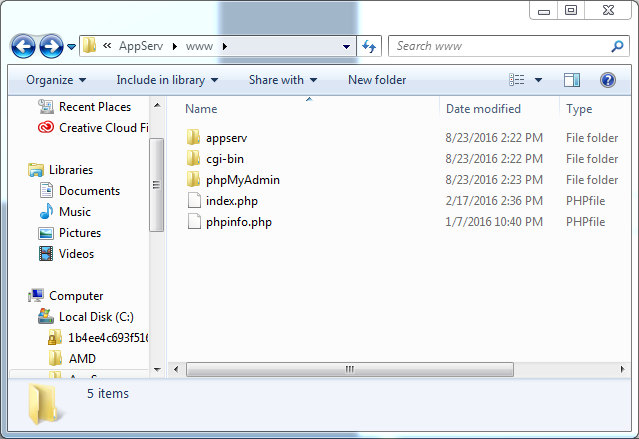 « AppServ www Search www
Organize Include in library Share with New folder
Recent Places
Creative Cloud Fi
Libraries
Documents
Music
Pictures
Videos
Computer
Local Disk (C:)
1b4ee4c693f516
AMD
Name Date modified Type
appserv 8/23/2016 2:22 PM File folder
cgi-bin 8/23/2016 2:22 PM File folder
phpMyAdmin 8/23/2016 2:23 PM File folder
index.php 2/17/2016 2:36 PM PHPfile
phpinfo.php 1/7/2016 10:40 PM PHPfile
5 items